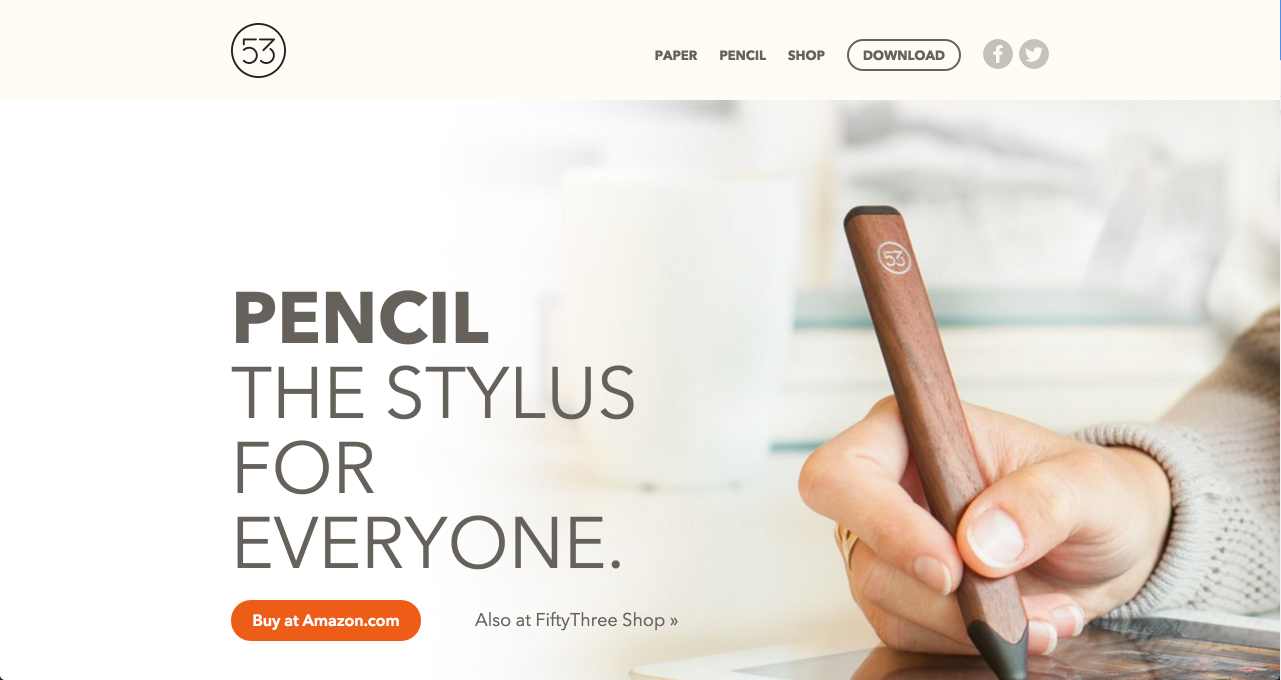 53
PAPER PENCIL SHOP DOWNLOAD
53
PENCIL
THE STYLUS
FOR
EVERYONE.
Buy at Amazon.com Also at FiftyThree Shop »